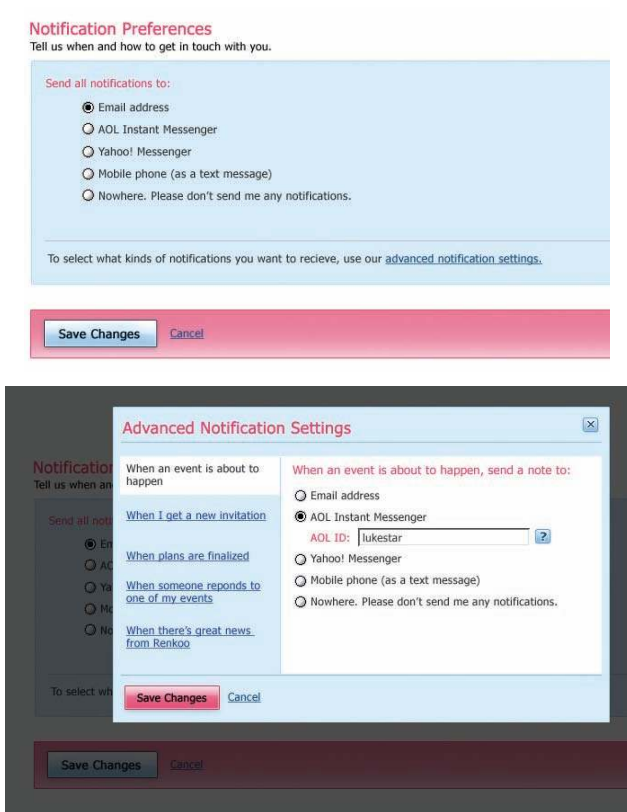 Notification Preferences
Tell us when and how to get in touch with you.
Send all notifications to:
Email address
AOL Instant Messenger
Yahoo! Messenger
Mobile phone (as a text message)
Nowhere. Please don't send me any notifications.
To select what kinds of notifications you want to recieve, use our advanced notification settings.
Save Changes Cancel
Advanced Notification Settings
When an event is about to
happen
When I get a new invitation
When plans are finalized
When someone reponds to
one of my events
When there's great news
from Renkoo
When an event is about to happen, send a note to:
Email address
AOL Instant Messenger
AOL ID: lukestar ?
Yahoo! Messenger
Mobile phone (as a text message)
Nowhere. Please don't send me any notifications.
Save Changes Cancel
Notification
Tell us when an
Send all noti
Em
AO
Ya
Mo
No
To select wh
Save Changes Cancel